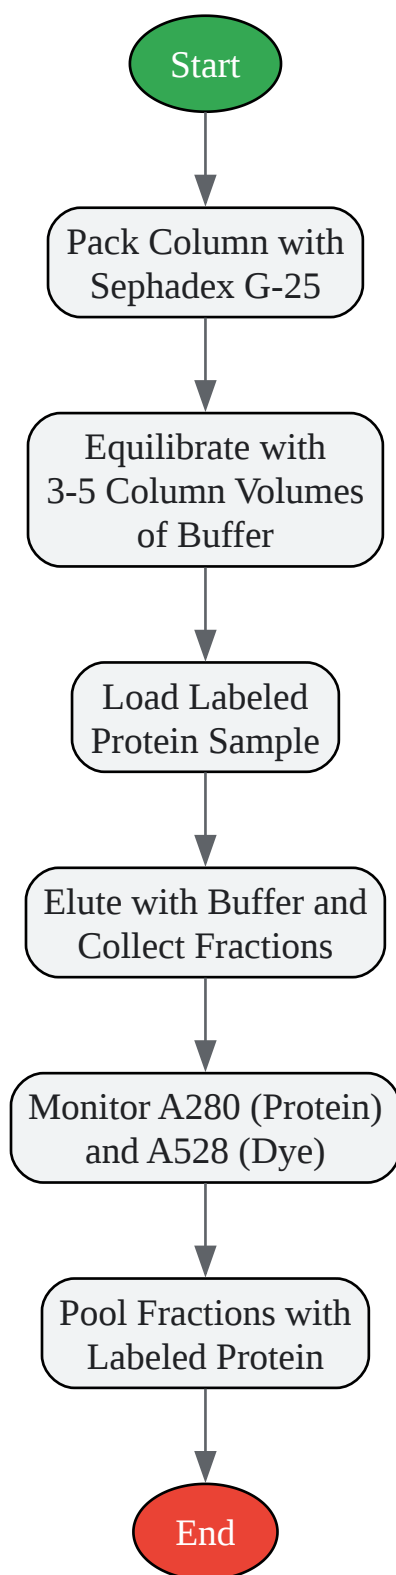 Start
Pack Column with
Sephadex G-25
Equilibrate with
3-5 Column Volumes
of Buffer
Load Labeled
Protein Sample
Elute with Buffer and
Collect Fractions
Monitor A280 (Protein)
and A528 (Dye)
Pool Fractions with
Labeled Protein
End